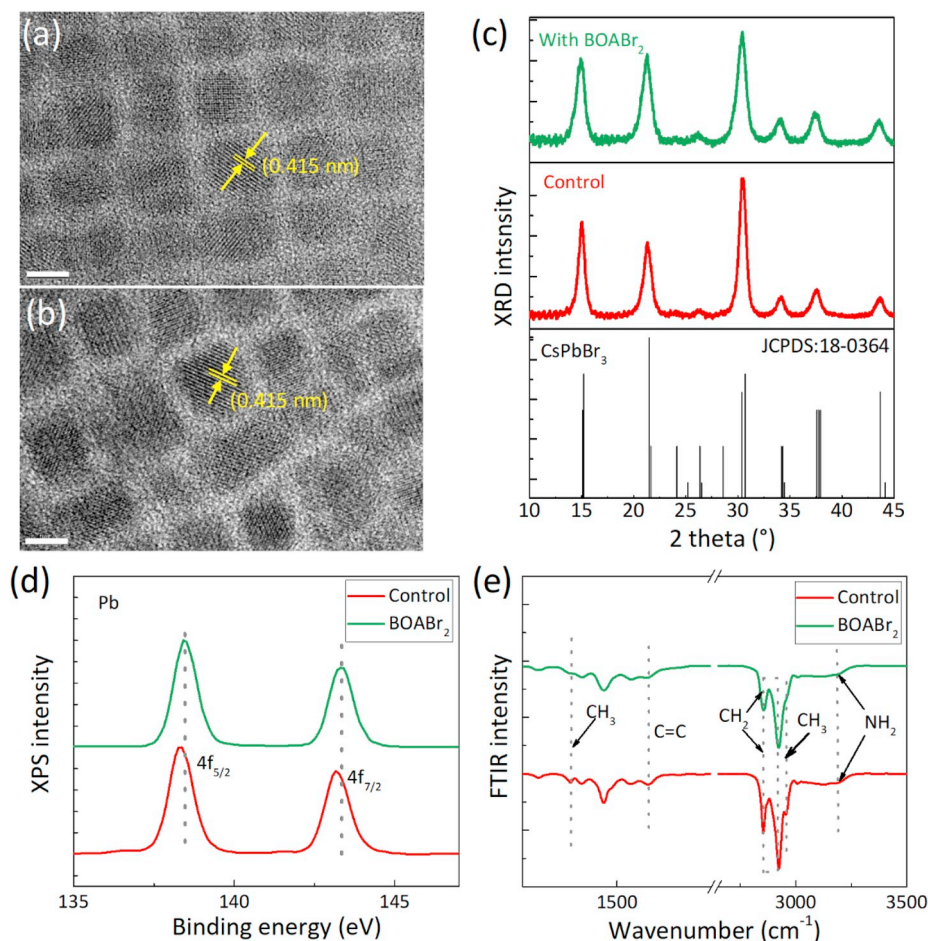 (a)
(0.415 nm)
(b)
(0.415 nm)
(c)
With BOABr₂
Control
CsPbBr₃
JCPDS:18-0364
XRD intsnsity
10 15 20 25 30 35 40 45
2 theta (°)
(d)
Pb
Control
BOABr₂
4f₅/₂
4f₇/₂
XPS intensity
135 140 145
Binding energy (eV)
(e)
Control
BOABr₂
CH₃
C=C
CH₂
CH₃
NH₂
FTIR intensity
1500 3000 3500
Wavenumber (cm⁻¹)